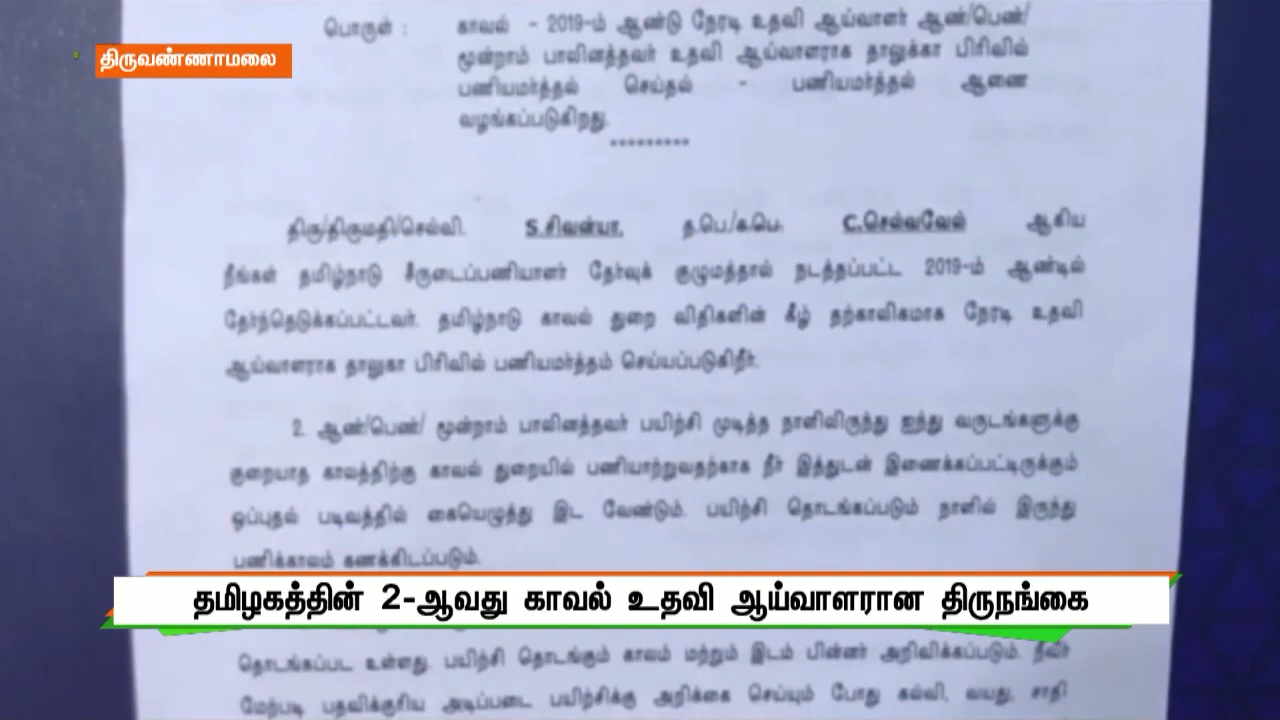 திருவண்ணாமலை
பொருள் : காவல் - 2019-ம் ஆண்டு நேரடி உதவி ஆய்வாளர் ஆண்/பெண்/
மூன்றாம் பாலினத்தவர் உதவி ஆய்வாளராக தாலுக்கா பிரிவில்
பணியமர்த்தல் செய்தல் - பணியமர்த்தல் ஆணை
வழங்கப்படுகிறது.
*********
திரு/திருமதி/செல்வி. S.சிவன்யா, த.பெ/க.பெ. C.செல்வவேல் ஆகிய
நீங்கள் தமிழ்நாடு சீருடைப்பணியாளர் தேர்வுக் குழுமத்தால் நடத்தப்பட்ட 2019-ம் ஆண்டில்
தேர்ந்தெடுக்கப்பட்டவர். தமிழ்நாடு காவல் துறை விதிகளின் கீழ் தற்காலிகமாக நேரடி உதவி
ஆய்வாளராக தாலுகா பிரிவில் பணியமர்த்தம் செய்யப்படுகிறீர்.
2. ஆண்/பெண்/ மூன்றாம் பாலினத்தவர் பயிற்சி முடித்த நாளிலிருந்து ஐந்து வருடங்களுக்கு
குறையாத காலத்திற்கு காவல் துறையில் பணியாற்றுவதற்காக நீர் இத்துடன் இணைக்கப்பட்டிருக்கும்
ஒப்புதல் படிவத்தில் கையெழுத்து இட வேண்டும். பயிற்சி தொடங்கப்படும் நாளில் இருந்து
பணிக்காலம் கணக்கிடப்படும்.
தமிழகத்தின் 2-ஆவது காவல் உதவி ஆய்வாளரான திருநங்கை
தொடங்கப்பட உள்ளது. பயிற்சி தொடங்கும் காலம் மற்றும் இடம் பின்னர் அறிவிக்கப்படும். நீவிர்
மேற்படி பதவிக்குரிய அடிப்படை பயிற்சிக்கு அறிக்கை செய்யும் போது கல்வி, வயது, சாதி